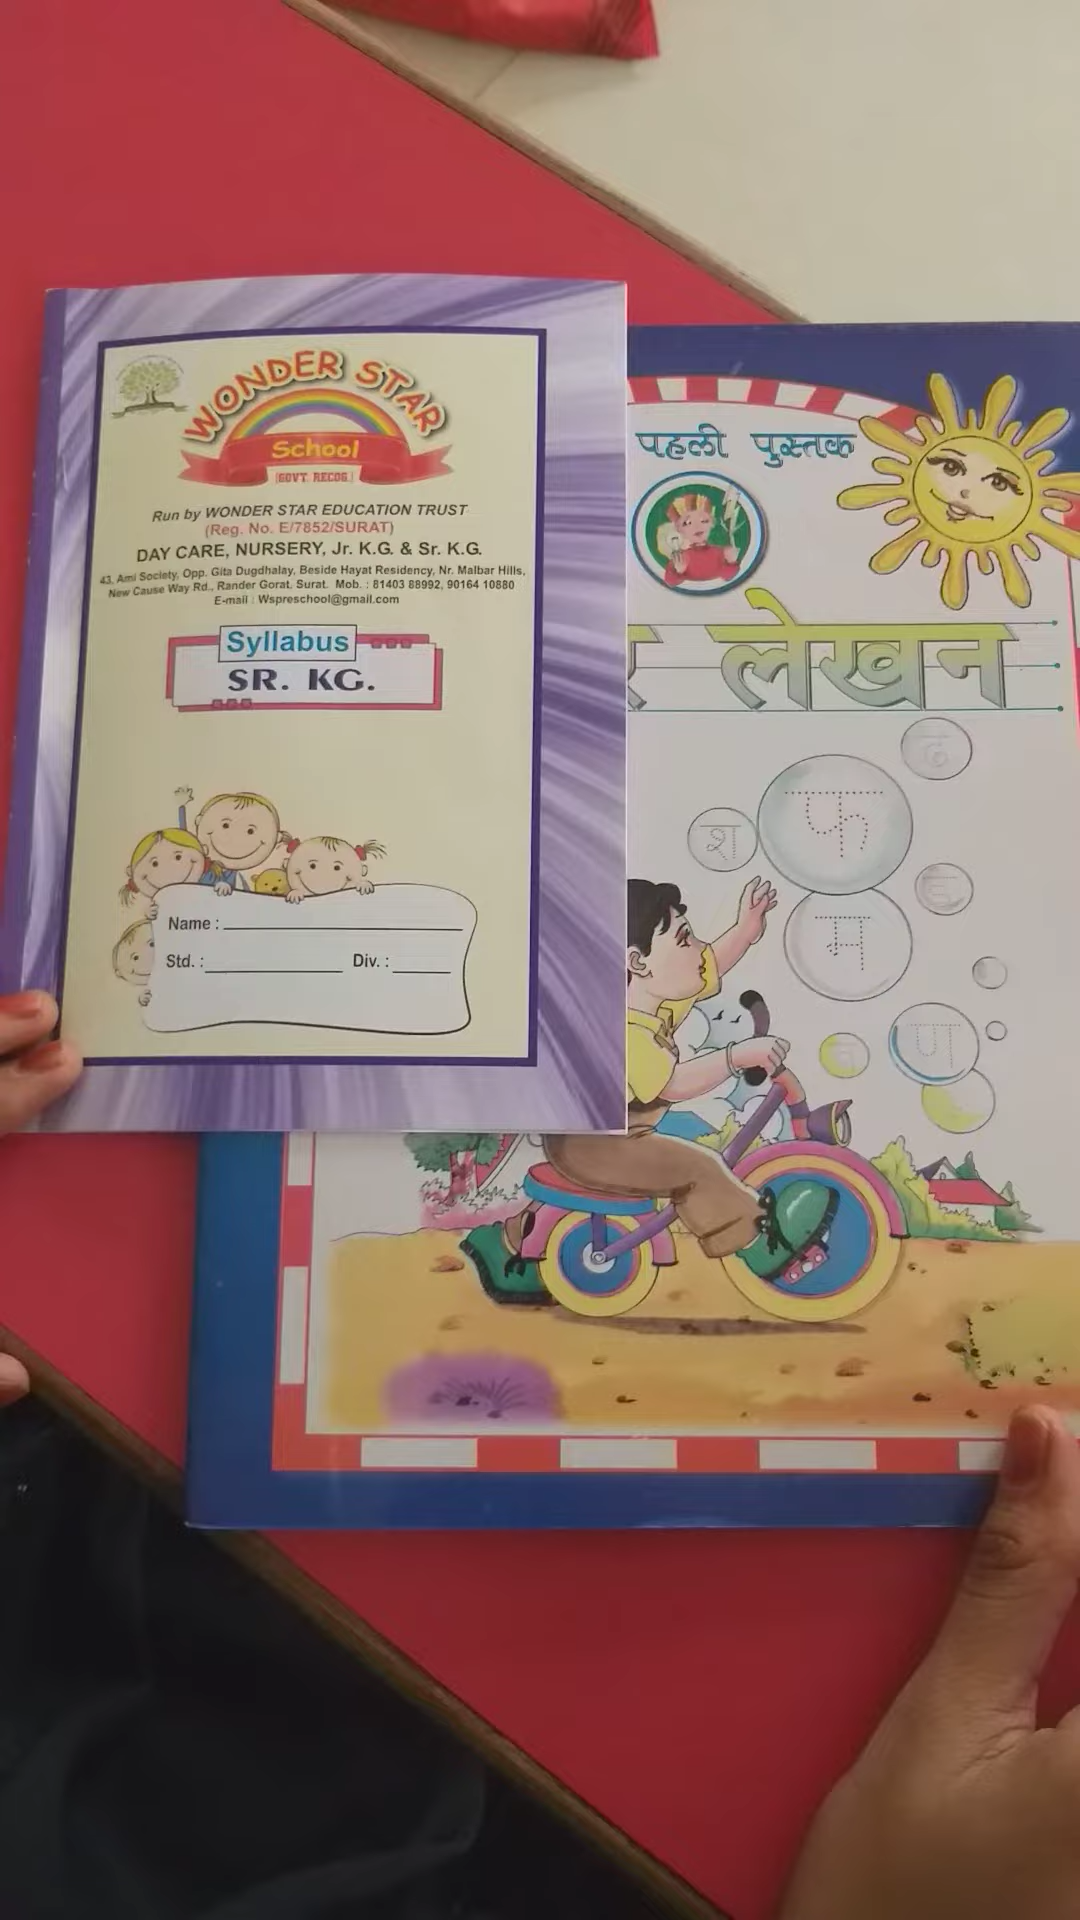 WONDER STAR
School
(GOVT. RECOG.)
Run by WONDER STAR EDUCATION TRUST
(Reg. No. E/7852/SURAT)
DAY CARE, NURSERY, Jr. K.G. & Sr. K.G.
43, Ami Society, Opp. Gita Dugdhalay, Beside Hayat Residency, Nr. Malbar Hills,
New Cause Way Rd., Rander Gorat. Surat. Mob. : 81403 88992, 90164 10880
E-mail : Wspreschool@gmail.com
Syllabus
SR. KG.
Name :
Std. : Div. :
पहली पुस्तक
लेखन
श
फ
म
ण